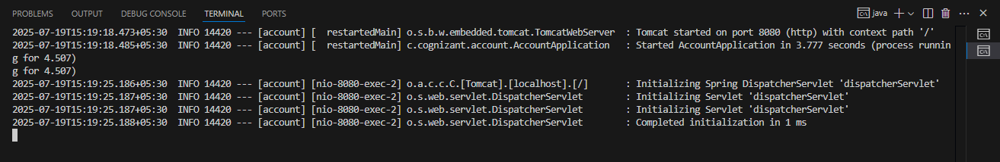 PROBLEMS OUTPUT DEBUG CONSOLE TERMINAL PORTS java
2025-07-19T15:19:18.473+05:30  INFO 14420 --- [account] [  restartedMain] o.s.b.w.embedded.tomcat.TomcatWebServer  : Tomcat started on port 8080 (http) with context path '/'
2025-07-19T15:19:18.485+05:30  INFO 14420 --- [account] [  restartedMain] c.cognizant.account.AccountApplication   : Started AccountApplication in 3.777 seconds (process runnin
g for 4.507)
g for 4.507)
2025-07-19T15:19:25.186+05:30  INFO 14420 --- [account] [nio-8080-exec-2] o.a.c.c.C.[Tomcat].[localhost].[/]       : Initializing Spring DispatcherServlet 'dispatcherServlet'
2025-07-19T15:19:25.187+05:30  INFO 14420 --- [account] [nio-8080-exec-2] o.s.web.servlet.DispatcherServlet        : Initializing Servlet 'dispatcherServlet'
2025-07-19T15:19:25.187+05:30  INFO 14420 --- [account] [nio-8080-exec-2] o.s.web.servlet.DispatcherServlet        : Initializing Servlet 'dispatcherServlet'
2025-07-19T15:19:25.188+05:30  INFO 14420 --- [account] [nio-8080-exec-2] o.s.web.servlet.DispatcherServlet        : Completed initialization in 1 ms